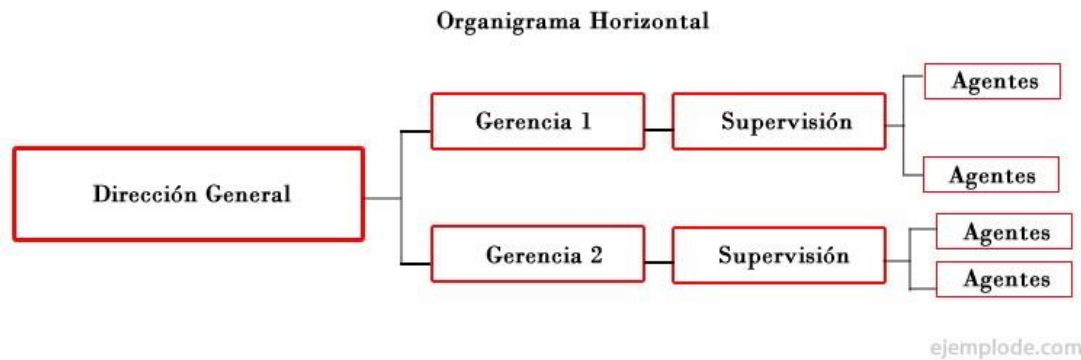 Organigrama Horizontal
Agentes
Gerencia 1
Supervisión
Agentes
Dirección General
Agentes
Gerencia 2
Supervisión
Agentes
ejemplode.com